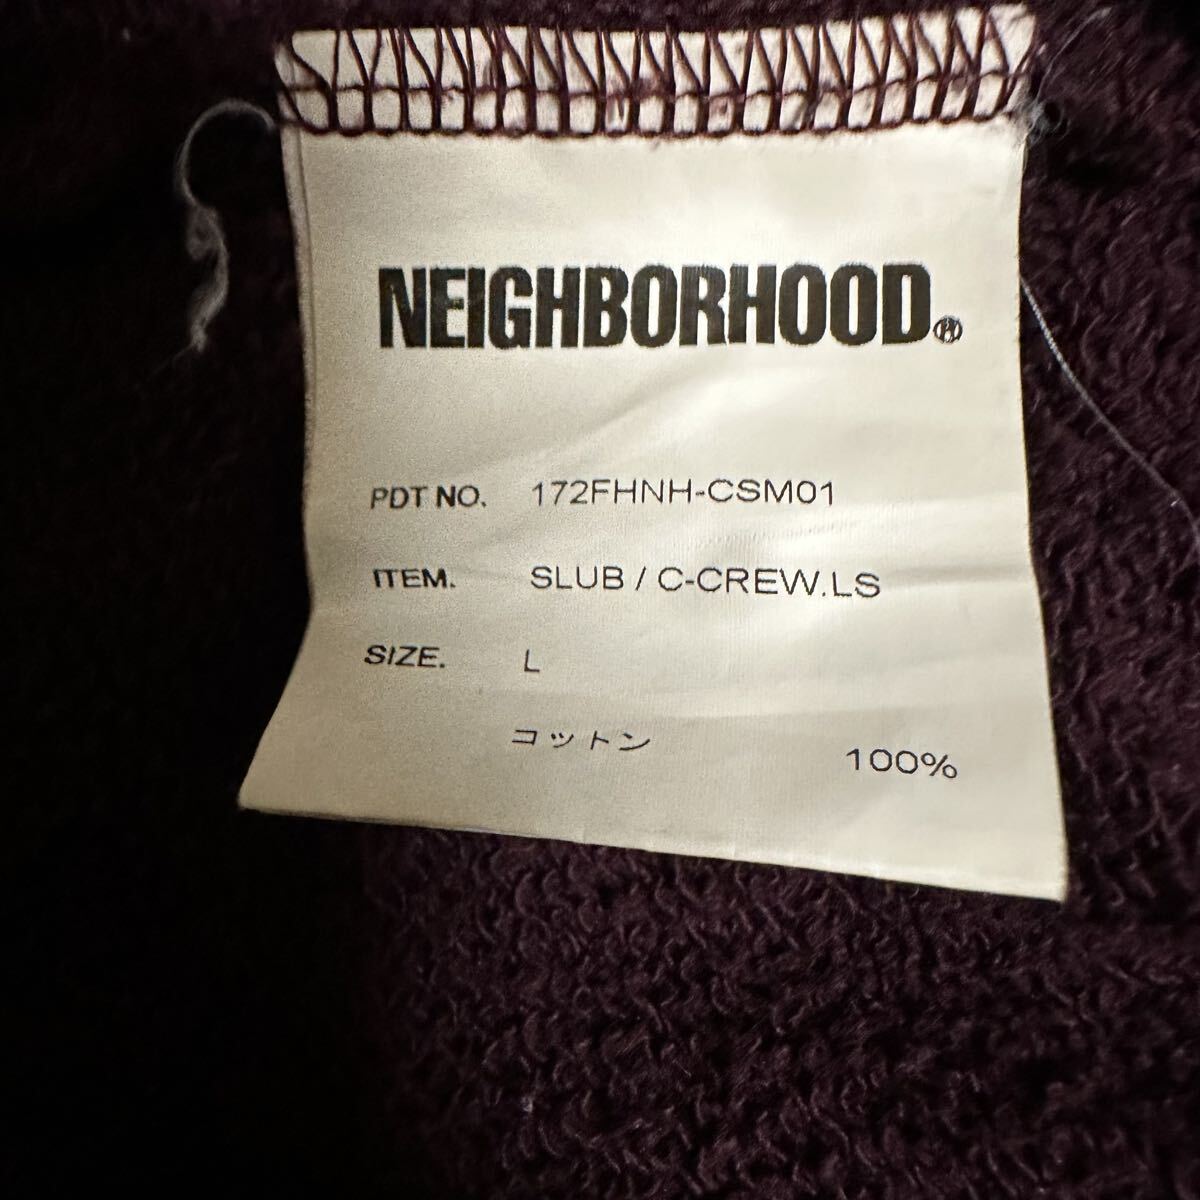 NEIGHBORHOOD®
PDT NO. 172FHNH-CSM01
ITEM. SLUB / C-CREW.LS
SIZE. L
コットン 100%